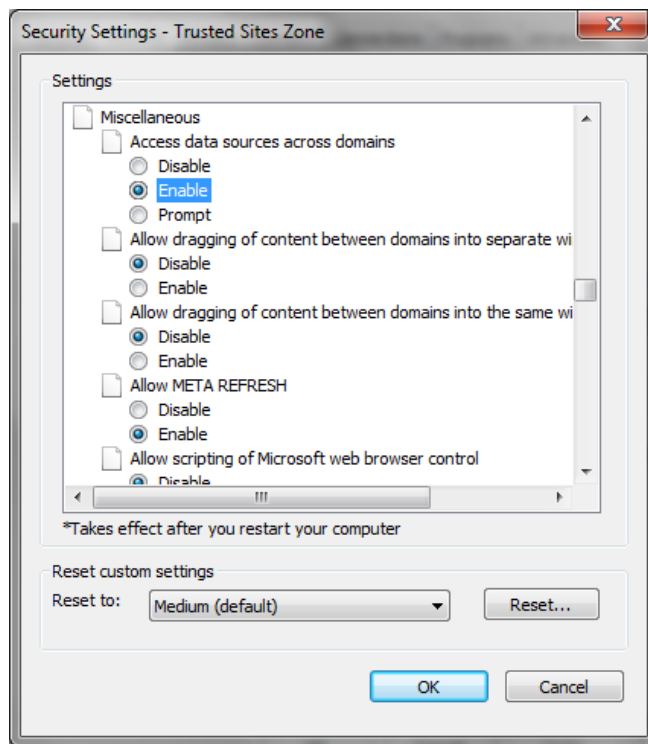 Security Settings - Trusted Sites Zone
Settings
Miscellaneous
Access data sources across domains
Disable
Enable
Prompt
Allow dragging of content between domains into separate wi
Disable
Enable
Allow dragging of content between domains into the same wi
Disable
Enable
Allow META REFRESH
Disable
Enable
Allow scripting of Microsoft web browser control
Disable
*Takes effect after you restart your computer
Reset custom settings
Reset to:
Medium (default)
Reset...
OK
Cancel